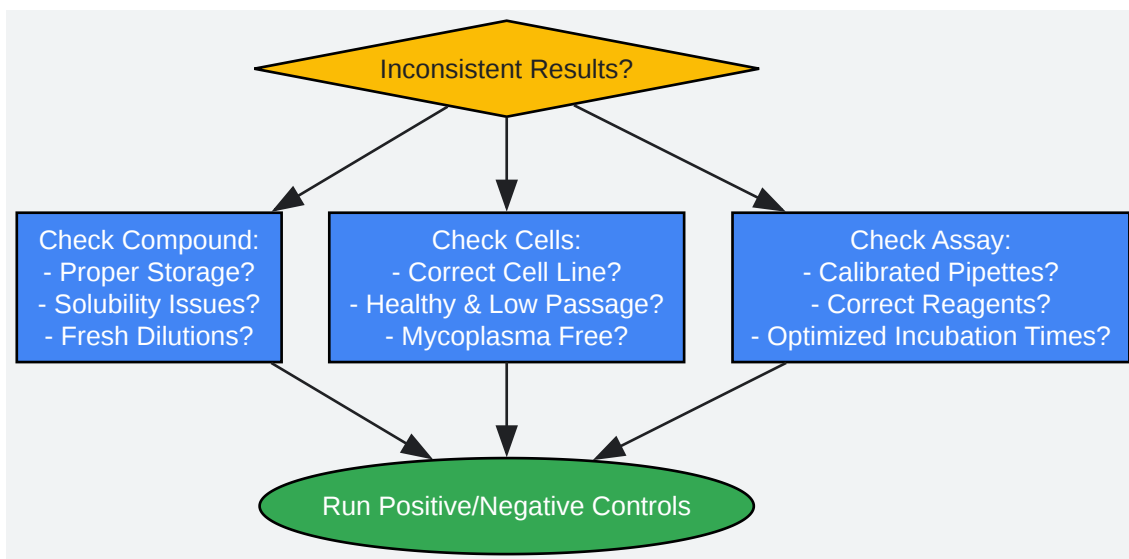 Inconsistent Results?
Check Compound:
- Proper Storage?
- Solubility Issues?
- Fresh Dilutions?
Check Cells:
- Correct Cell Line?
- Healthy & Low Passage?
- Mycoplasma Free?
Check Assay:
- Calibrated Pipettes?
- Correct Reagents?
- Optimized Incubation Times?
Run Positive/Negative Controls